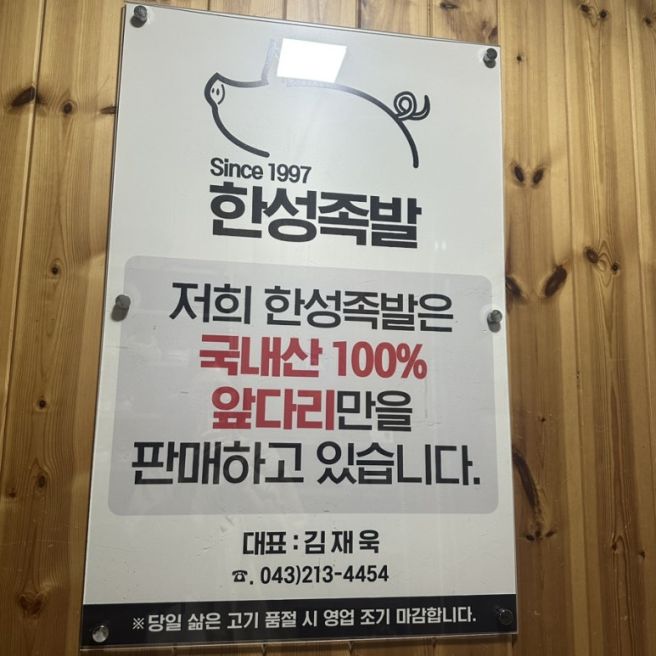 Since 1997
한성족발
저희 한성족발은
국내산 100%
앞다리만을
판매하고 있습니다.
대표 : 김재욱
☎. 043)213-4454
※ 당일 삶은 고기 품절 시 영업 조기 마감합니다.